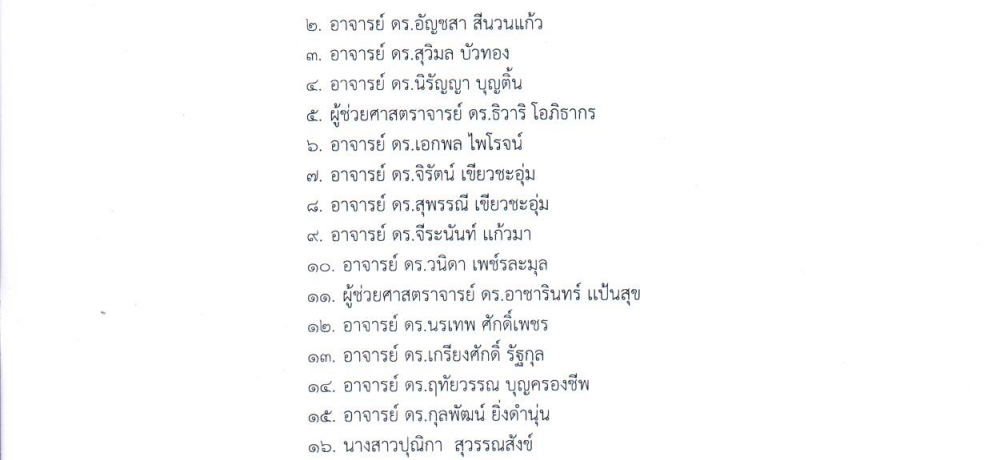 ๒. อาจารย์ ดร.อัญชสา สีนวนแก้ว
๓. อาจารย์ ดร.สุวิมล บัวทอง
๔. อาจารย์ ดร.นิรัญญา บุญติ้น
๕. ผู้ช่วยศาสตราจารย์ ดร.ธิวาริ โอภิธากร
๖. อาจารย์ ดร.เอกพล ไพโรจน์
๗. อาจารย์ ดร.จิรัตน์ เขียวชะอุ่ม
๘. อาจารย์ ดร.สุพรรณี เขียวชะอุ่ม
๙. อาจารย์ ดร.จีระนันท์ แก้วมา
๑๐. อาจารย์ ดร.วนิดา เพชรละมุล
๑๑. ผู้ช่วยศาสตราจารย์ ดร.อาชารินทร์ แป้นสุข
๑๒. อาจารย์ ดร.นรเทพ ศักดิ์เพชร
๑๓. อาจารย์ ดร.เกรียงศักดิ์ รัฐกุล
๑๔. อาจารย์ ดร.ฤทัยวรรณ บุญครองชีพ
๑๕. อาจารย์ ดร.กุลพัฒน์ ยิ่งดำนุ่น
๑๖. นางสาวปุณิกา สุวรรณสังข์